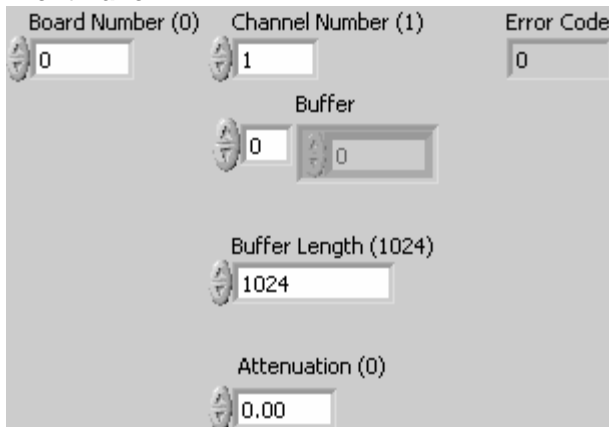 Board Number (0) Channel Number (1) Error Code
0 1 0
Buffer
0 0
Buffer Length (1024)
1024
Attenuation (0)
0.00